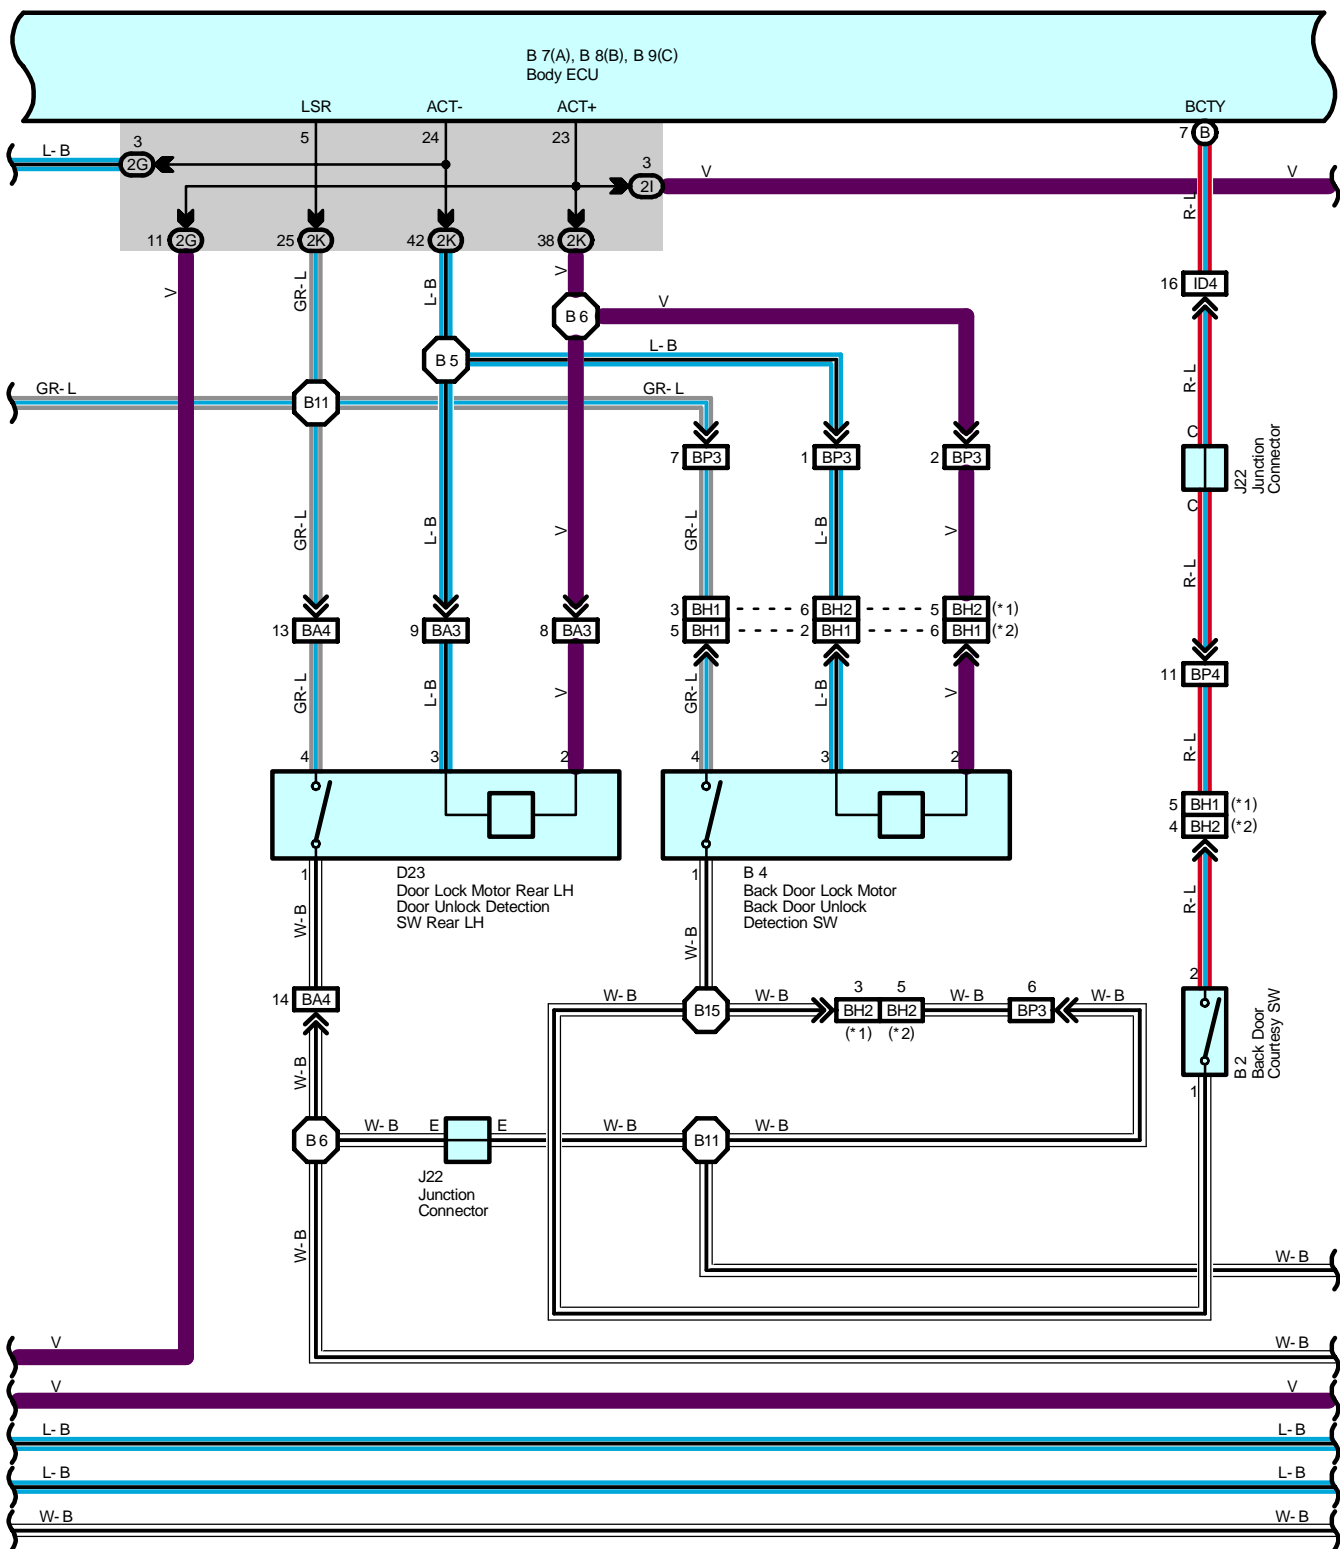 B 7(A), B 8(B), B 9(C)
Body ECU
LSR ACT- ACT+ BCTY
5 24 23 7 B
3
L- B 2G
3
2I V V
R- L
11 2G 25 2K 42 2K 38 2K
V GR- L L- B V
16 ID4
B 6 V
B 5 L- B
R- L
GR- L B11 GR- L
C
7 BP3 1 BP3 2 BP3
J22
Junction
Connector
C
GR- L L- B V GR- L L- B V
R- L
3 BH1 6 BH2 5 BH2 (*1)
13 BA4 9 BA3 8 BA3 5 BH1 2 BH1 6 BH1 (*2)
11 BP4
GR- L L- B V GR- L L- B V
R- L
4 3 2 4 3 2
5 BH1 (*1)
4 BH2 (*2)
1 1
D23
Door Lock Motor Rear LH
Door Unlock Detection
SW Rear LH
B 4
Back Door Lock Motor
Back Door Unlock
Detection SW
R- L
W- B W- B
2
14 BA4
W- B B15 W- B 3 BH2 5 BH2 W- B 6 BP3 W- B
(*1) (*2)
B 2
Back Door
Courtesy SW
1
W- B
B 6 W- B E E W- B B11 W- B
J22
Junction
Connector
W- B
W- B
V W- B
V V
L- B L- B
L- B L- B
W- B W- B